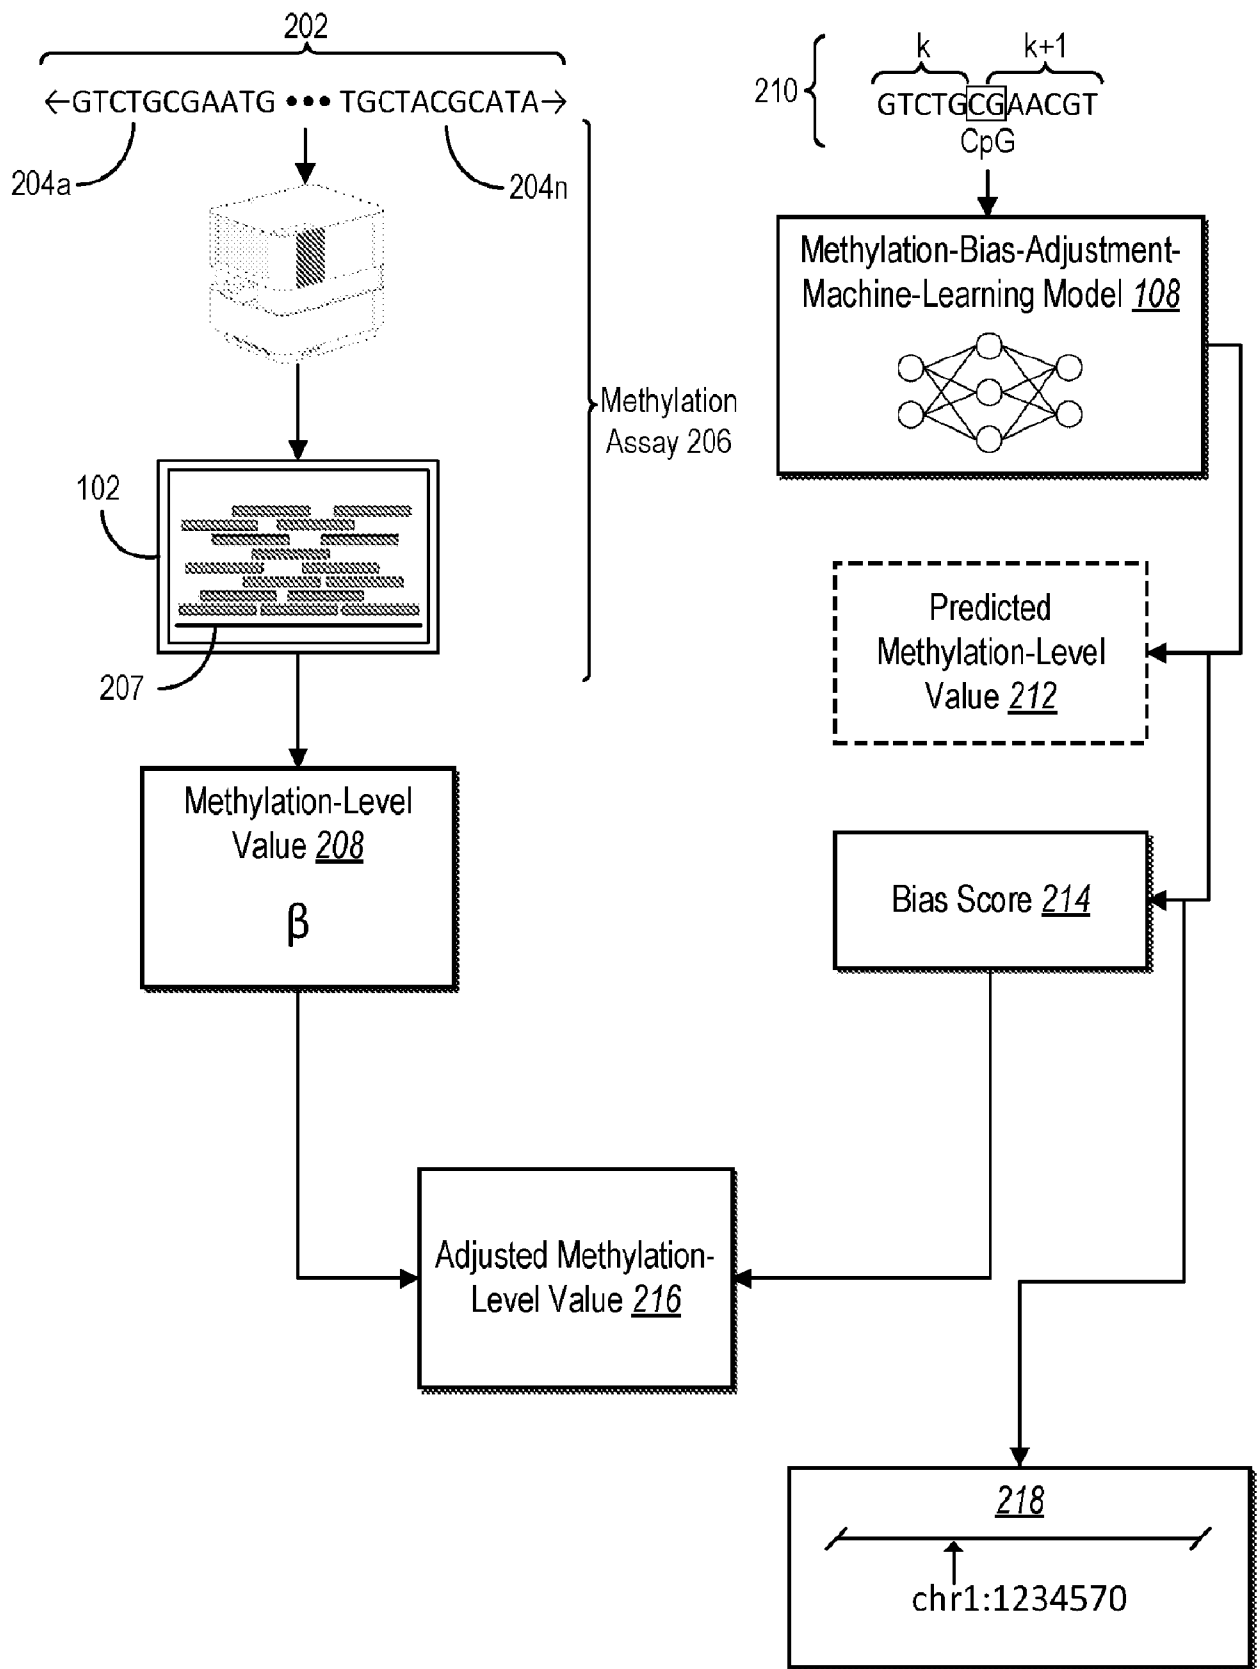 202
←GTCTGCGAATG ••• TGCTACGCATA→
204a
204n
Methylation
Assay 206
102
207
Methylation-Level
Value 208
β
k
k+1
210
GTCTGCGAACGT
CpG
Methylation-Bias-Adjustment-
Machine-Learning Model 108
Predicted
Methylation-Level
Value 212
Bias Score 214
Adjusted Methylation-
Level Value 216
218
chr1:1234570